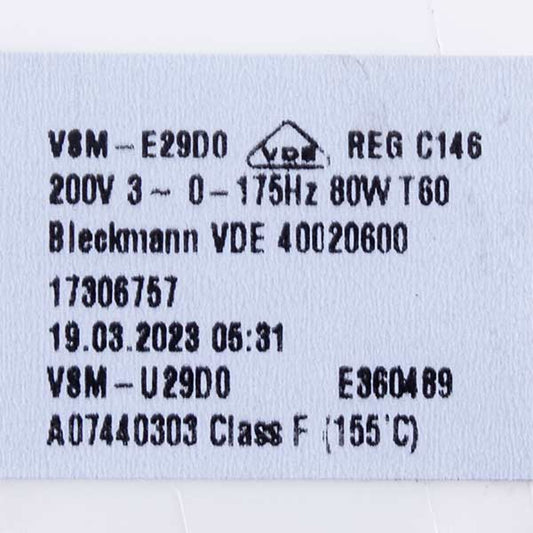 VSM-E29D0 VDE REG C146
200V 3~ 0-175Hz 80W T60
Bleckmann VDE 40020600
17306757
19.03.2023 05:31
VSM-U29D0 E360489
A07440303 Class F (155°C)